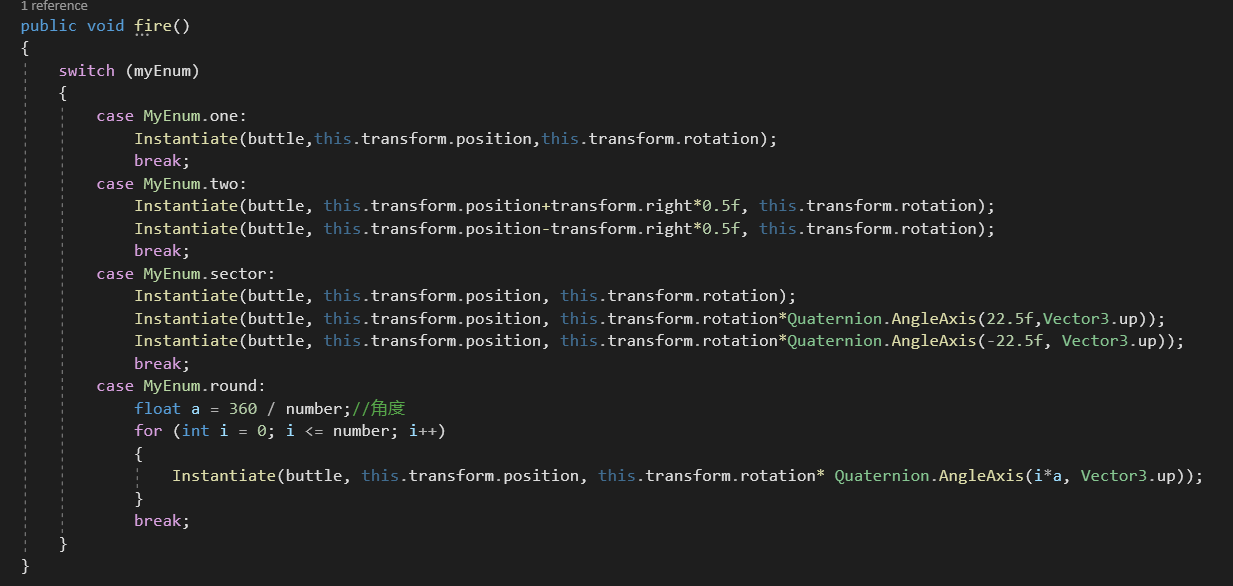 1 reference
public void fire()
{
switch (myEnum)
{
case MyEnum.one:
Instantiate(buttle,this.transform.position,this.transform.rotation);
break;
case MyEnum.two:
Instantiate(buttle, this.transform.position+transform.right*0.5f, this.transform.rotation);
Instantiate(buttle, this.transform.position-transform.right*0.5f, this.transform.rotation);
break;
case MyEnum.sector:
Instantiate(buttle, this.transform.position, this.transform.rotation);
Instantiate(buttle, this.transform.position, this.transform.rotation*Quaternion.AngleAxis(22.5f,Vector3.up));
Instantiate(buttle, this.transform.position, this.transform.rotation*Quaternion.AngleAxis(-22.5f, Vector3.up));
break;
case MyEnum.round:
float a = 360 / number;//角度
for (int i = 0; i <= number; i++)
{
Instantiate(buttle, this.transform.position, this.transform.rotation* Quaternion.AngleAxis(i*a, Vector3.up));
}
break;
}
}